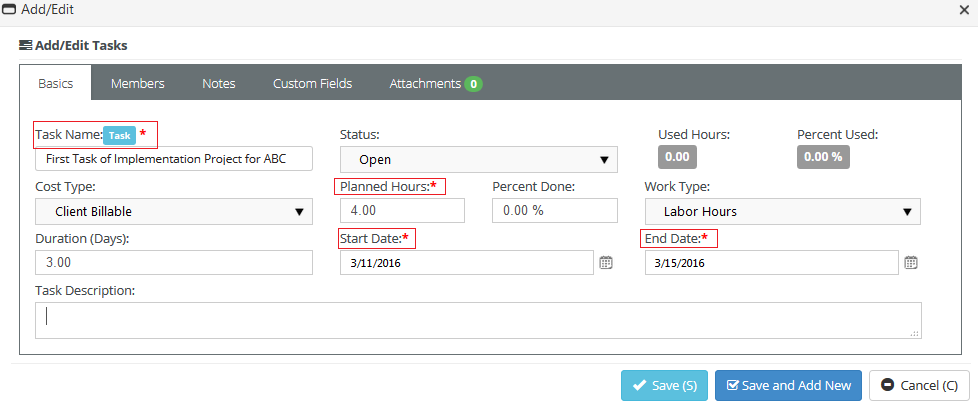 Add/Edit
Add/Edit Tasks
Basics Members Notes Custom Fields Attachments 0
Task Name: Task * Status: Used Hours: Percent Used:
First Task of Implementation Project for ABC Open 0.00 0.00 %
Cost Type: Planned Hours:* Percent Done: Work Type:
Client Billable 4.00 0.00 % Labor Hours
Duration (Days): Start Date:* End Date:*
3.00 3/11/2016 3/15/2016
Task Description:
Save (S) Save and Add New Cancel (C)